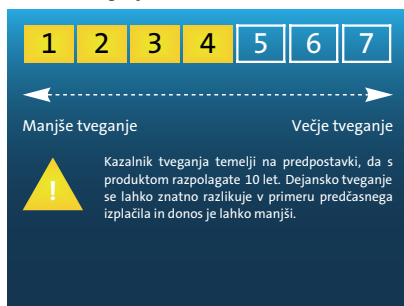 1 2 3 4 5 6 7
Manjše tveganje Večje tveganje
Kazalnik tveganja temelji na predpostavki, da s
produktom razpolagate 10 let. Dejansko tveganje
se lahko znatno razlikuje v primeru predčasnega
izplačila in donos je lahko manjši.
!